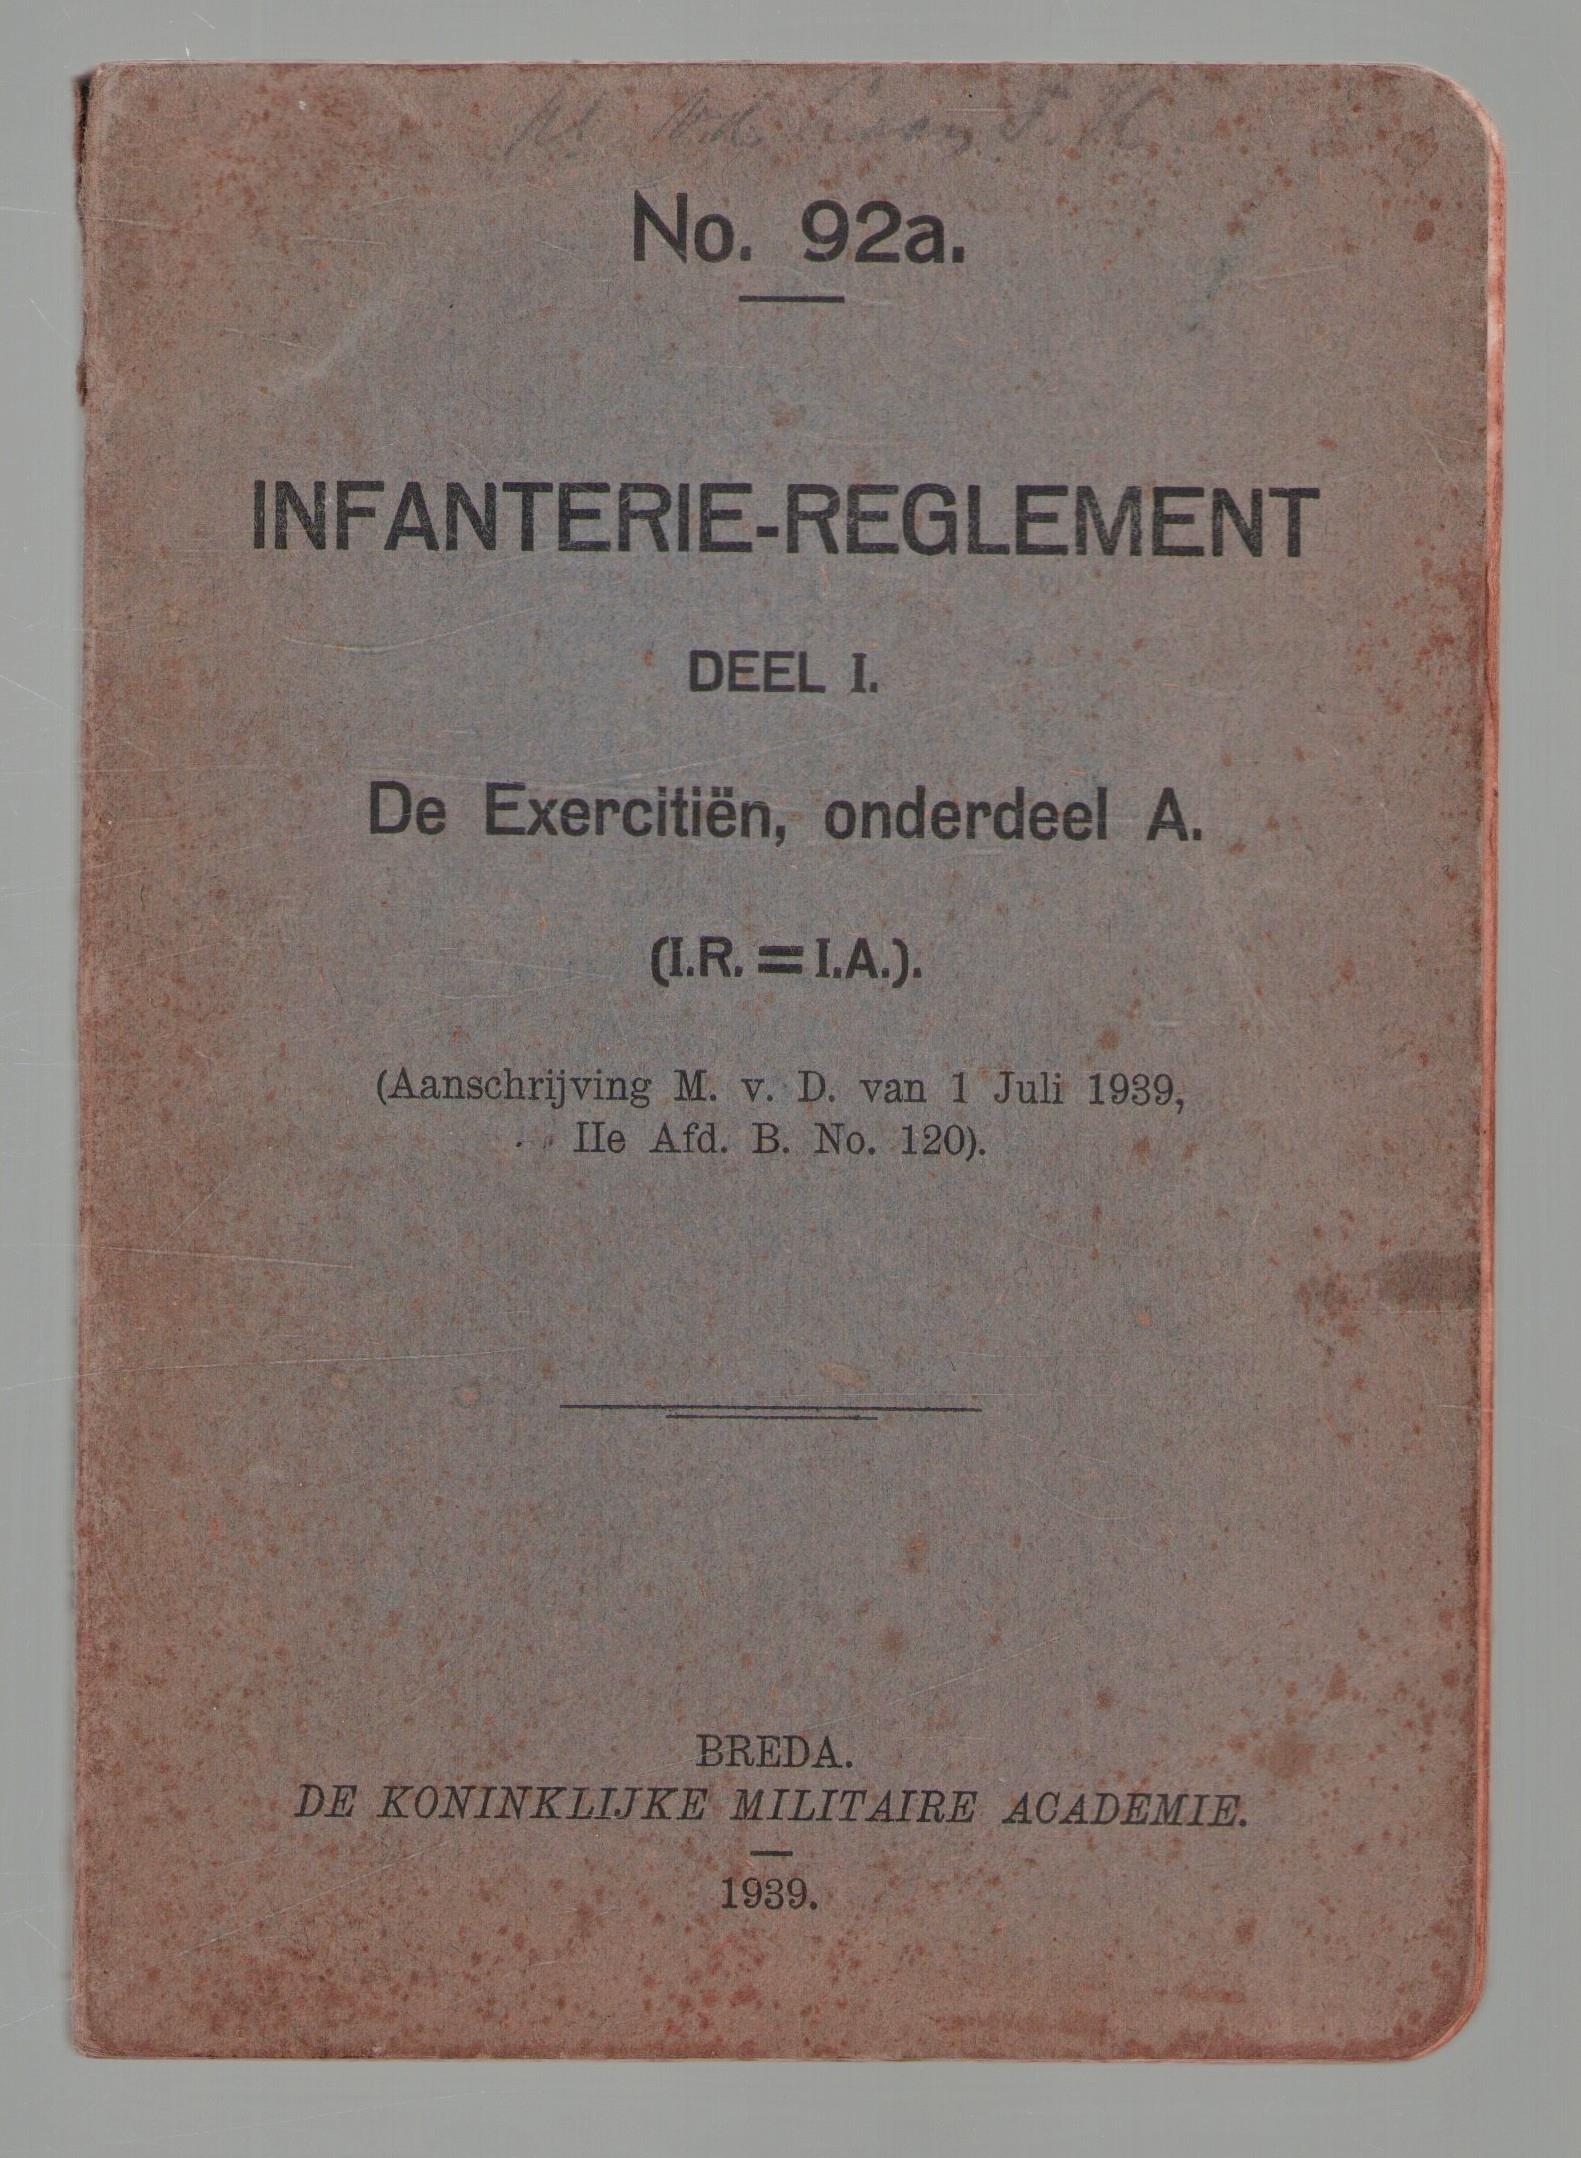 No. 92a.
INFANTERIE-REGLEMENT
DEEL I.
De Exercitiën, onderdeel A.
(I.R. = I.A.).
(Aanschrijving M. v. D. van 1 Juli 1939,
IIe Afd. B. No. 120).
BREDA.
DE KONINKLIJKE MILITAIRE ACADEMIE.
1939.